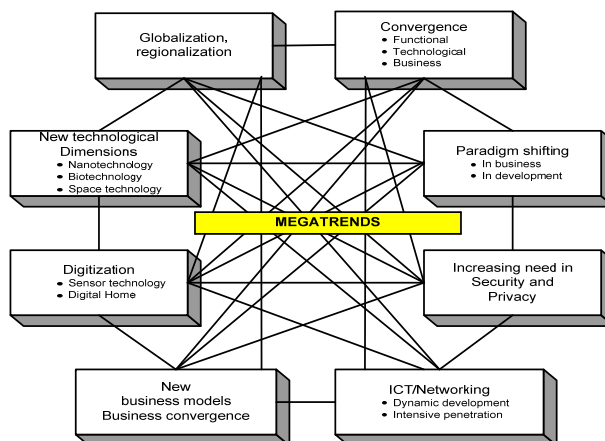 Globalization,
regionalization
Convergence
• Functional
• Technological
• Business
New technological
Dimensions
• Nanotechnology
• Biotechnology
• Space technology
Paradigm shifting
• In business
• In development
MEGATRENDS
Digitization
• Sensor technology
• Digital Home
Increasing need in
Security and
Privacy
New
business models
Business convergence
ICT/Networking
• Dynamic development
• Intensive penetration